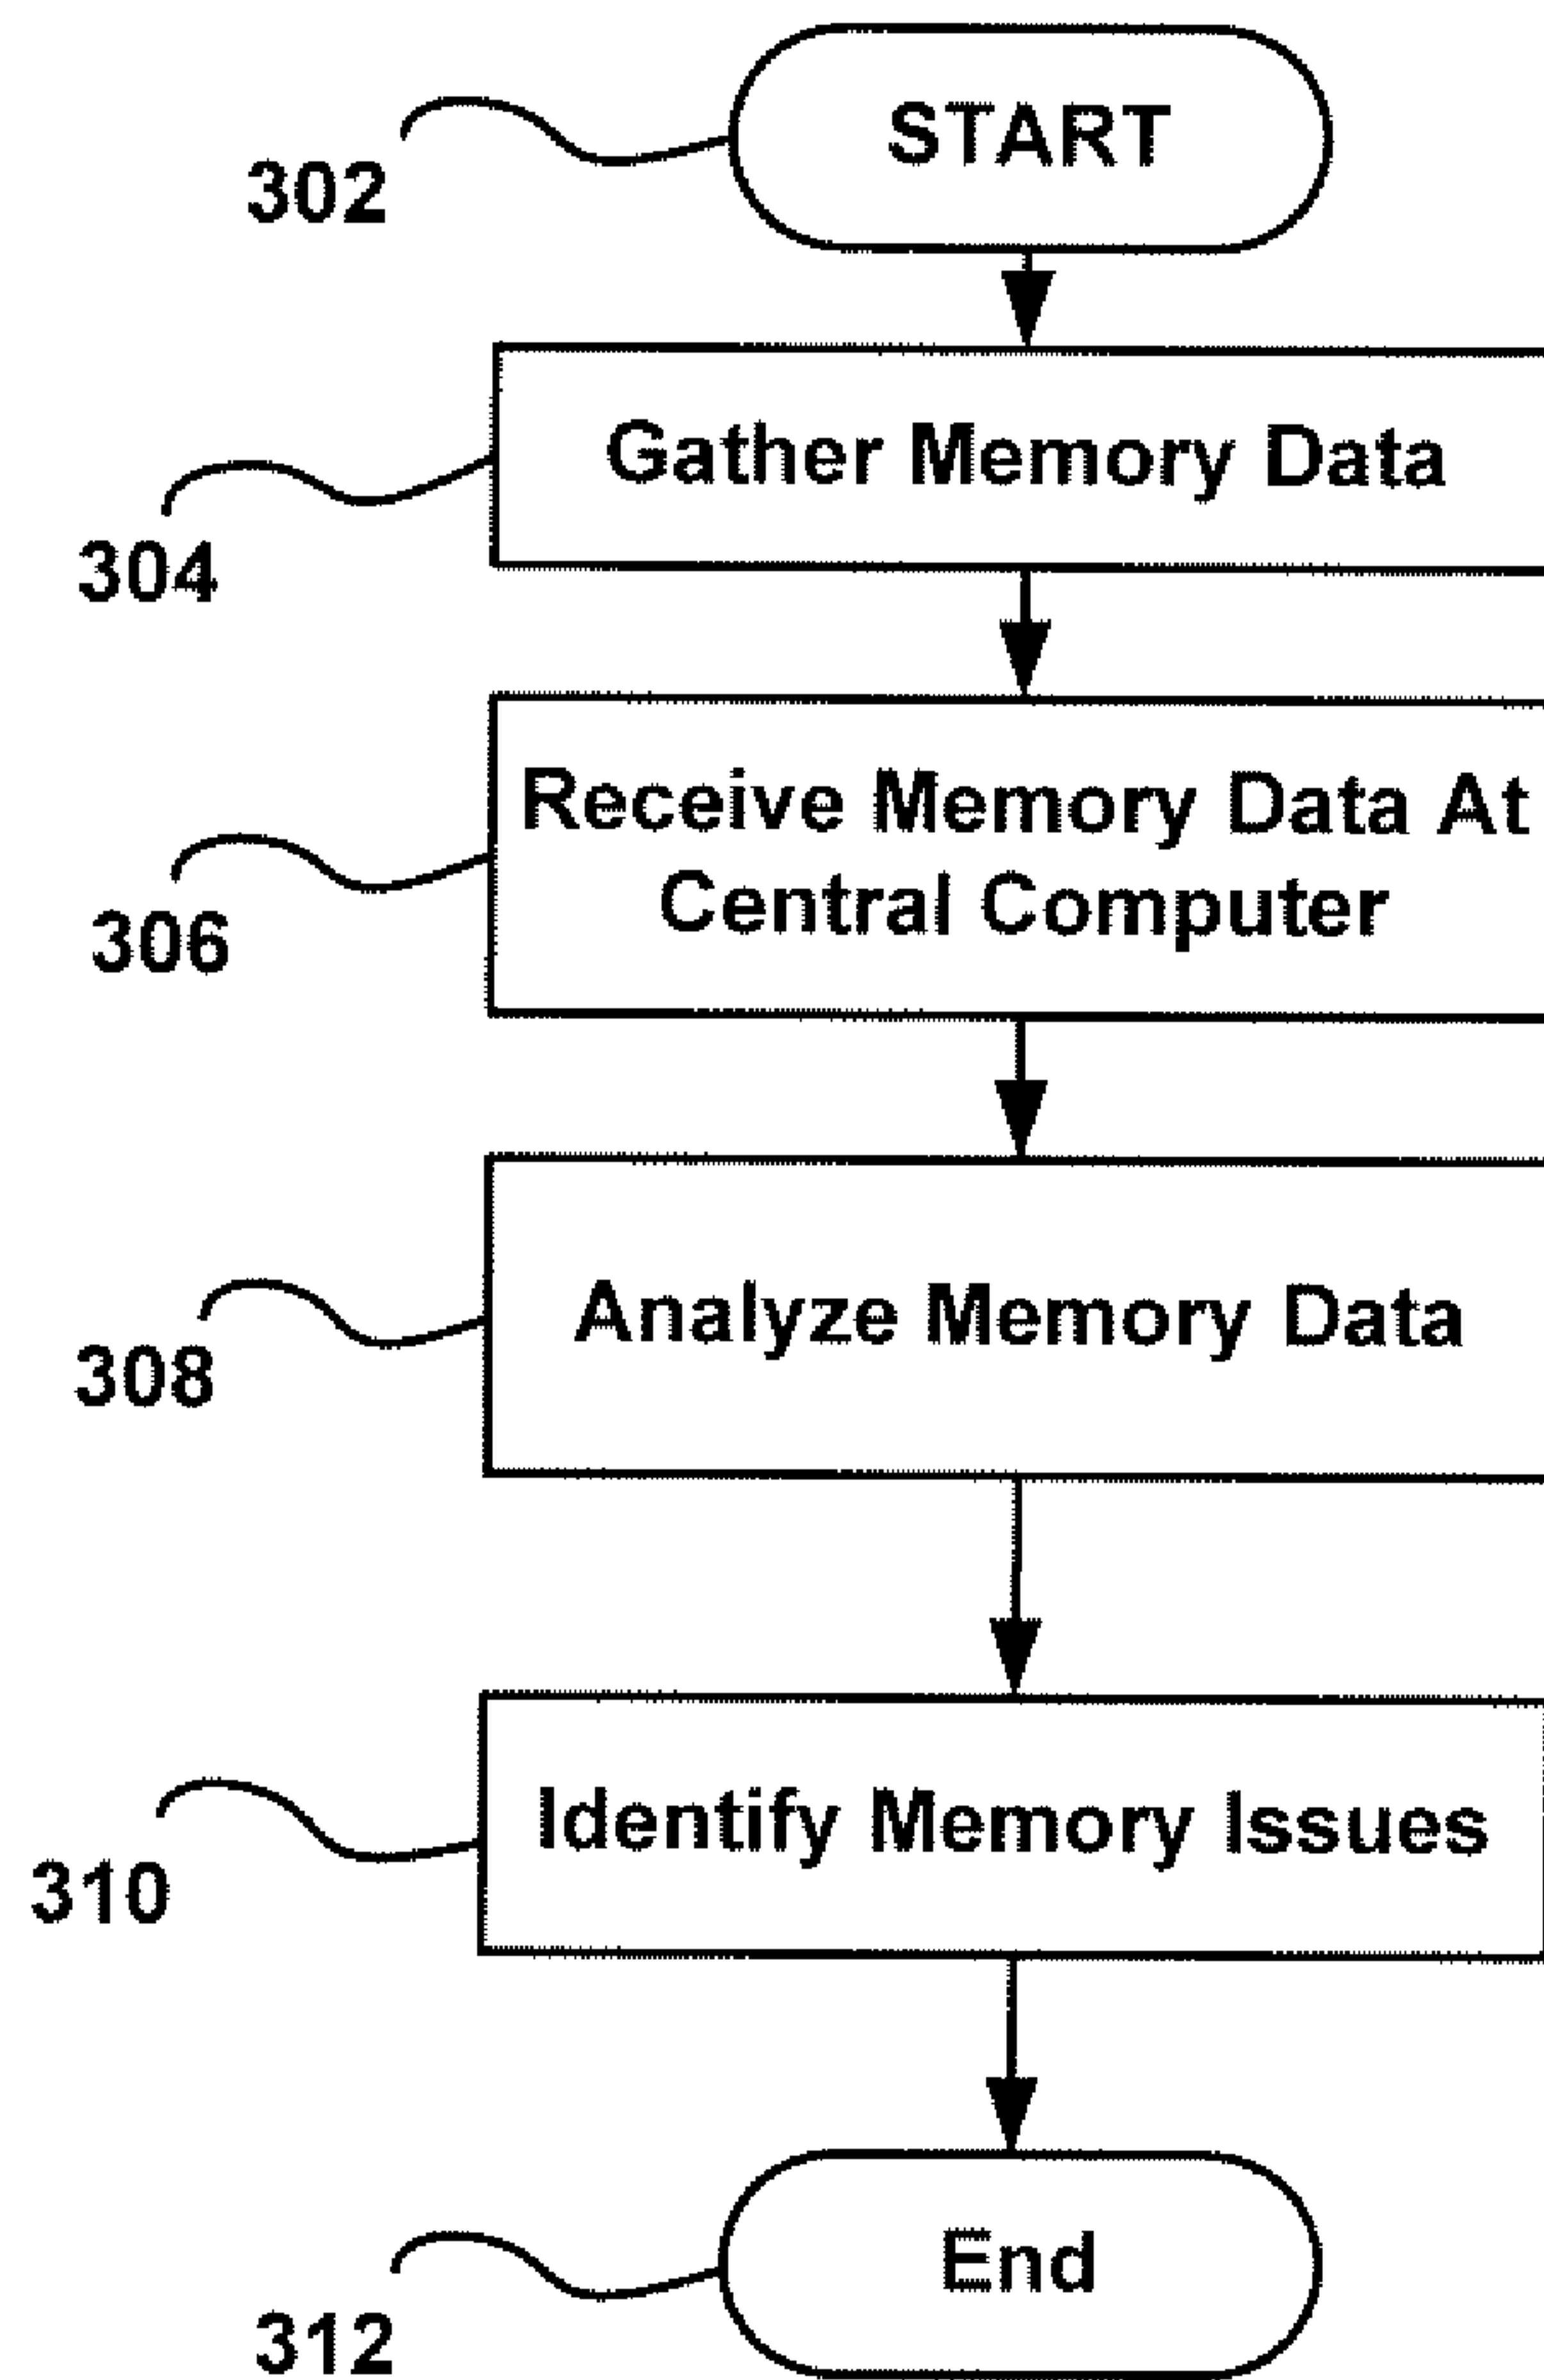 START
302
Gather Memory Data
304
Receive Memory Data At
Central Computer
306
Analyze Memory Data
308
Identify Memory Issues
310
End
312